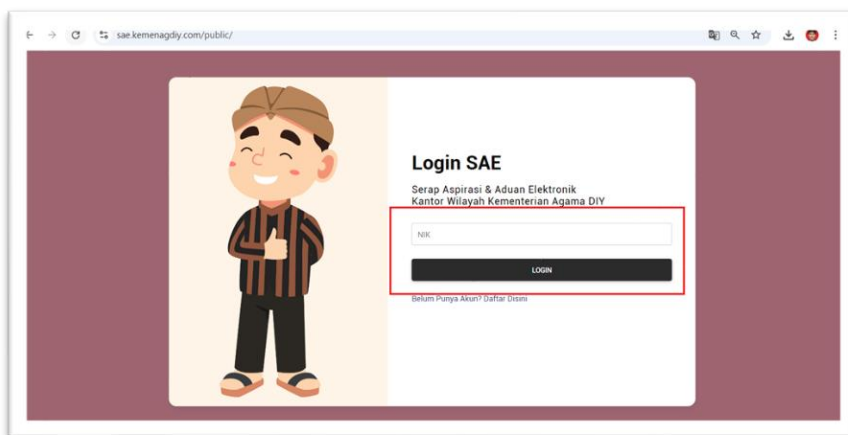 sae.kemenagdiy.com/public/
Login SAE
Serap Aspirasi & Aduan Elektronik
Kantor Wilayah Kementerian Agama DIY
NIK
LOGIN
Belum Punya Akun? Daftar Disini